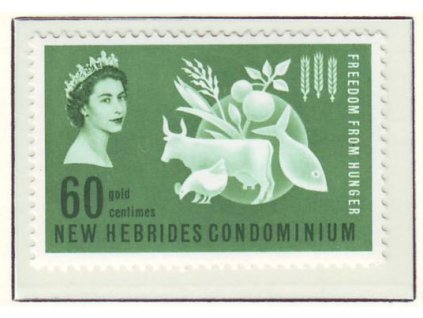 FREEDOM FROM HUNGER
60 gold
centimes
NEW HEBRIDES CONDOMINIUM